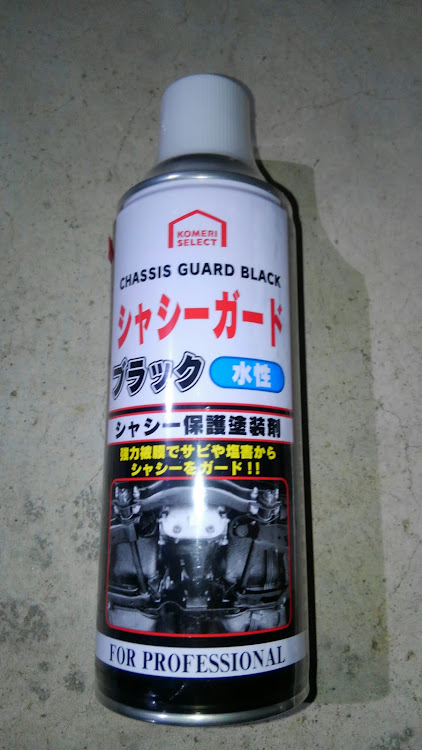 KOMERI
SELECT
CHASSIS GUARD BLACK
シャシーガード
ブラック 水性
シャシー保護塗装剤
強力被膜でサビや塩害から
シャシーをガード!!
FOR PROFESSIONAL